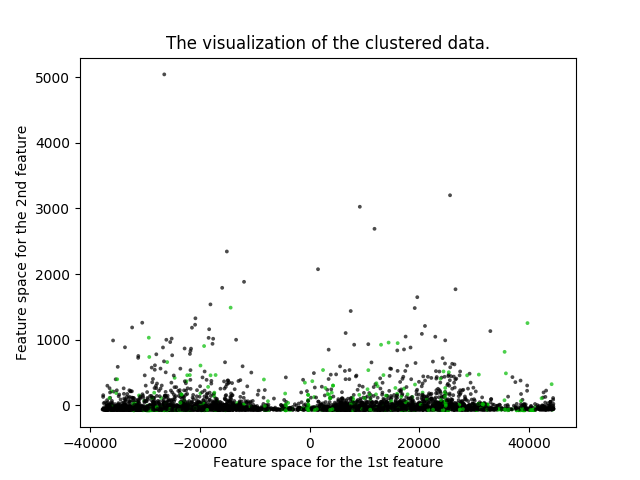 The visualization of the clustered data.
Feature space for the 2nd feature
5000
4000
3000
2000
1000
0
−40000 −20000 0 20000 40000
Feature space for the 1st feature